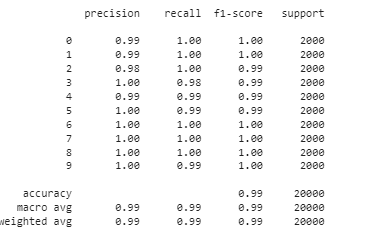 precision recall f1-score support
0 0.99 1.00 1.00 2000
1 0.99 1.00 0.99 2000
2 0.98 1.00 0.99 2000
3 1.00 0.98 0.99 2000
4 0.99 0.99 0.99 2000
5 1.00 0.99 0.99 2000
6 1.00 1.00 1.00 2000
7 1.00 1.00 1.00 2000
8 1.00 1.00 1.00 2000
9 1.00 0.99 1.00 2000
accuracy 0.99 20000
macro avg 0.99 0.99 0.99 20000
weighted avg 0.99 0.99 0.99 20000